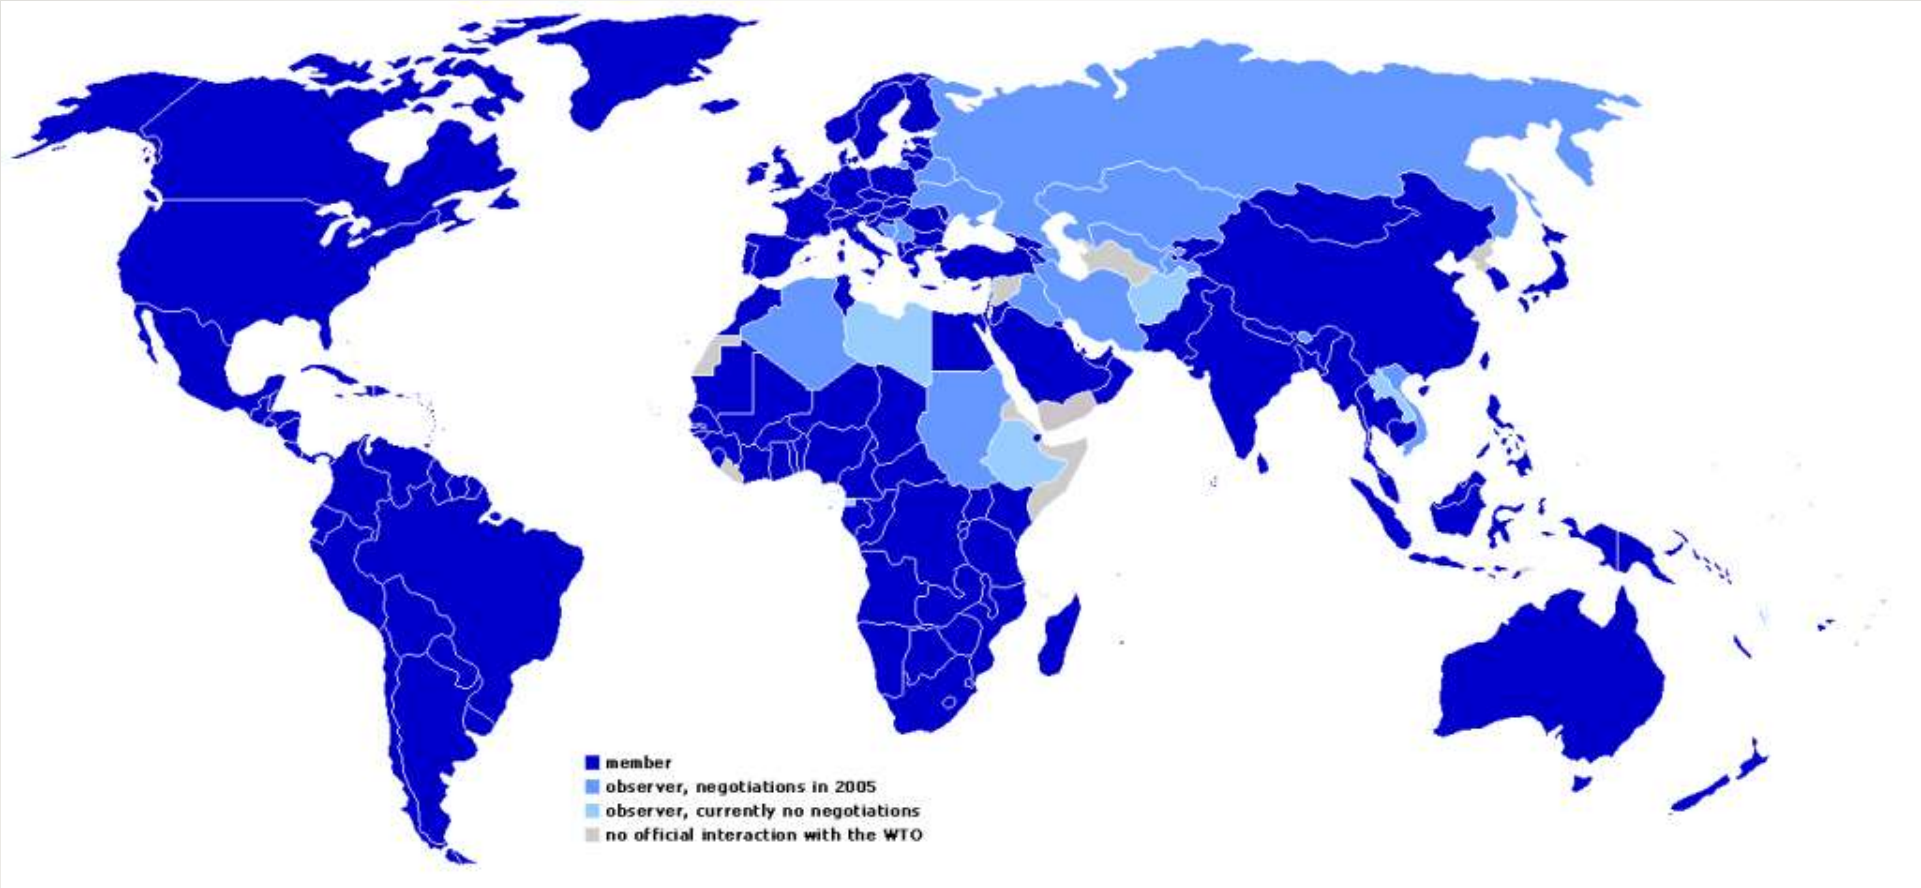 member
observer, negotiations in 2005
observer, currently no negotiations
no official interaction with the WTO